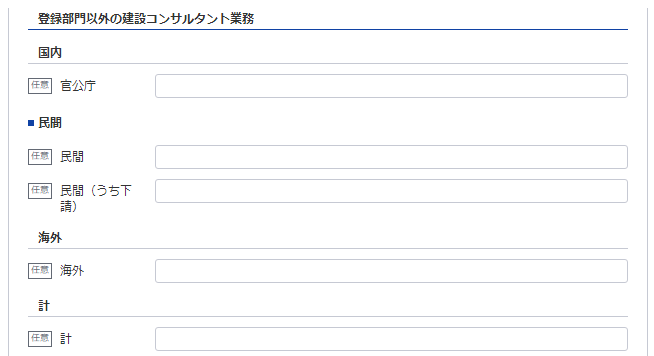 登録部門以外の建設コンサルタント業務
国内
任意 官公庁
民間
任意 民間
任意 民間（うち下
請）
海外
任意 海外
計
任意 計